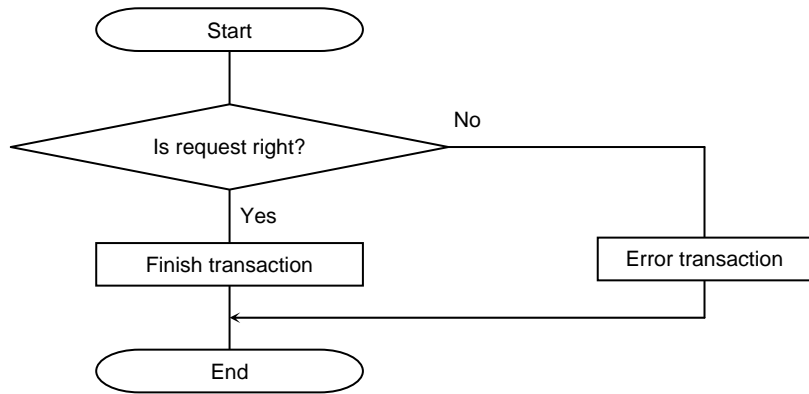 Start
Is request right?
No
Yes
Finish transaction
Error transaction
End